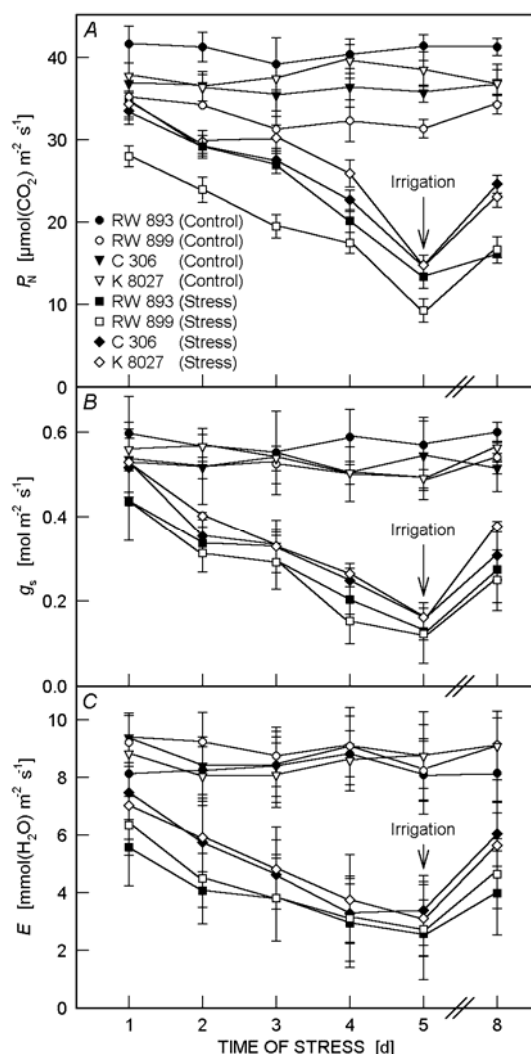 A
40
30
20
10
0
P_N [µmol(CO₂) m⁻² s⁻¹]
Irrigation
RW 893 (Control)
RW 899 (Control)
C 306 (Control)
K 8027 (Control)
RW 893 (Stress)
RW 899 (Stress)
C 306 (Stress)
K 8027 (Stress)
B
0.6
0.4
0.2
0.0
g_s [mol m⁻² s⁻¹]
Irrigation
C
10
8
6
4
2
0
E [mmol(H₂O) m⁻² s⁻¹]
Irrigation
1 2 3 4 5 8
TIME OF STRESS [d]